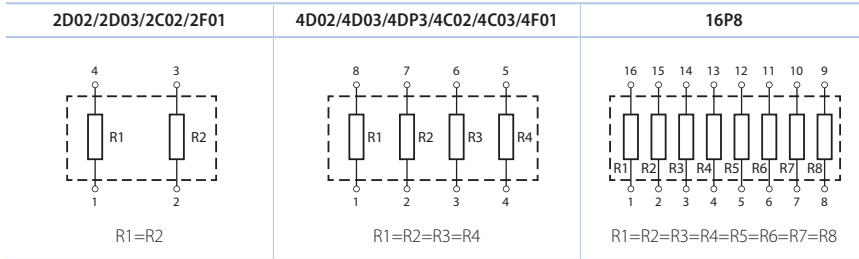 2D02/2D03/2C02/2F01 4D02/4D03/4DP3/4C02/4C03/4F01 16P8
4 3 8 7 6 5 16 15 14 13 12 11 10 9
R1 R2 R1 R2 R3 R4
R1 R2 R3 R4 R5 R6 R7 R8
1 2 1 2 3 4 1 2 3 4 5 6 7 8
R1=R2 R1=R2=R3=R4 R1=R2=R3=R4=R5=R6=R7=R8